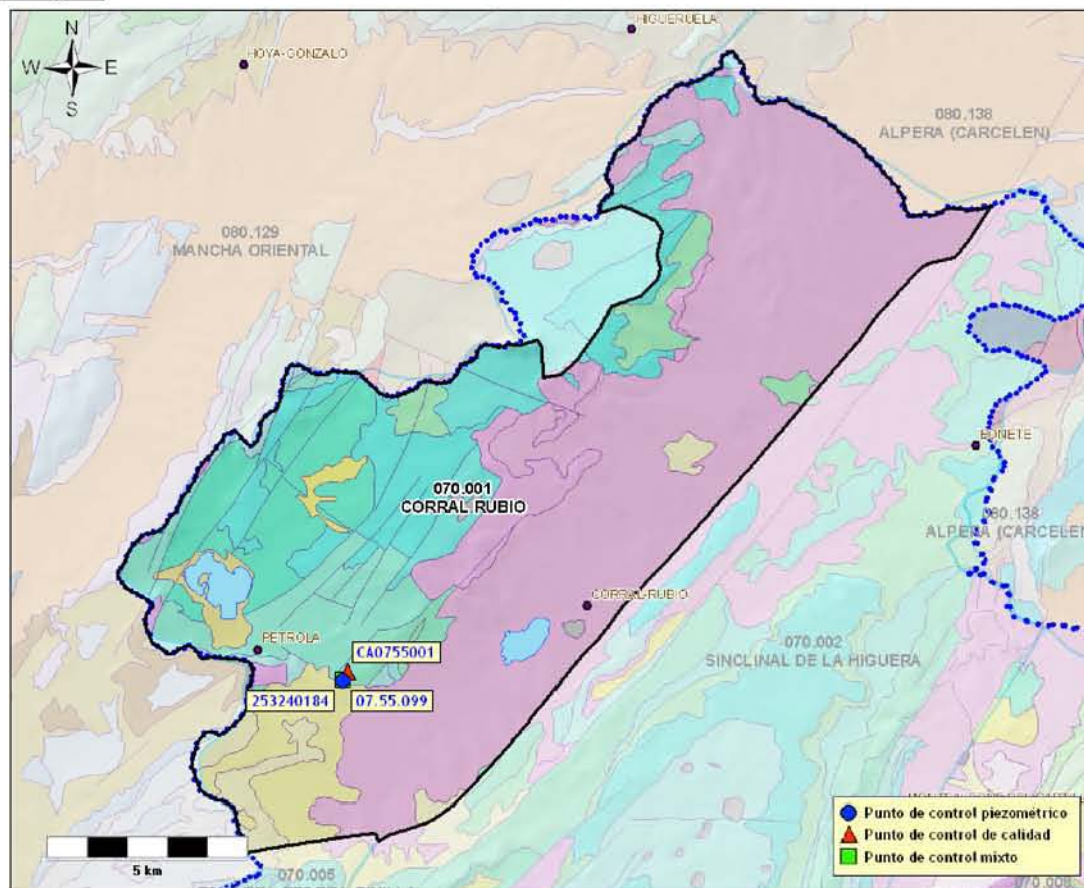 N
W E
S
HIGUERUELA
HOYA-GONZALO
080.138
ALPERA (CARCELEN)
080.129
MANCHA ORIENTAL
BONETE
070.001
CORRAL RUBIO
080.138
ALPERA (CARCELEN
CORRAL-RUBIO
PETROLA
CA0755001
070.002
SINCLINAL DE LA HIGUERA
253240184
07.55.099
Punto de control piezométrico
Punto de control de calidad
Punto de control mixto
5 km
070.005